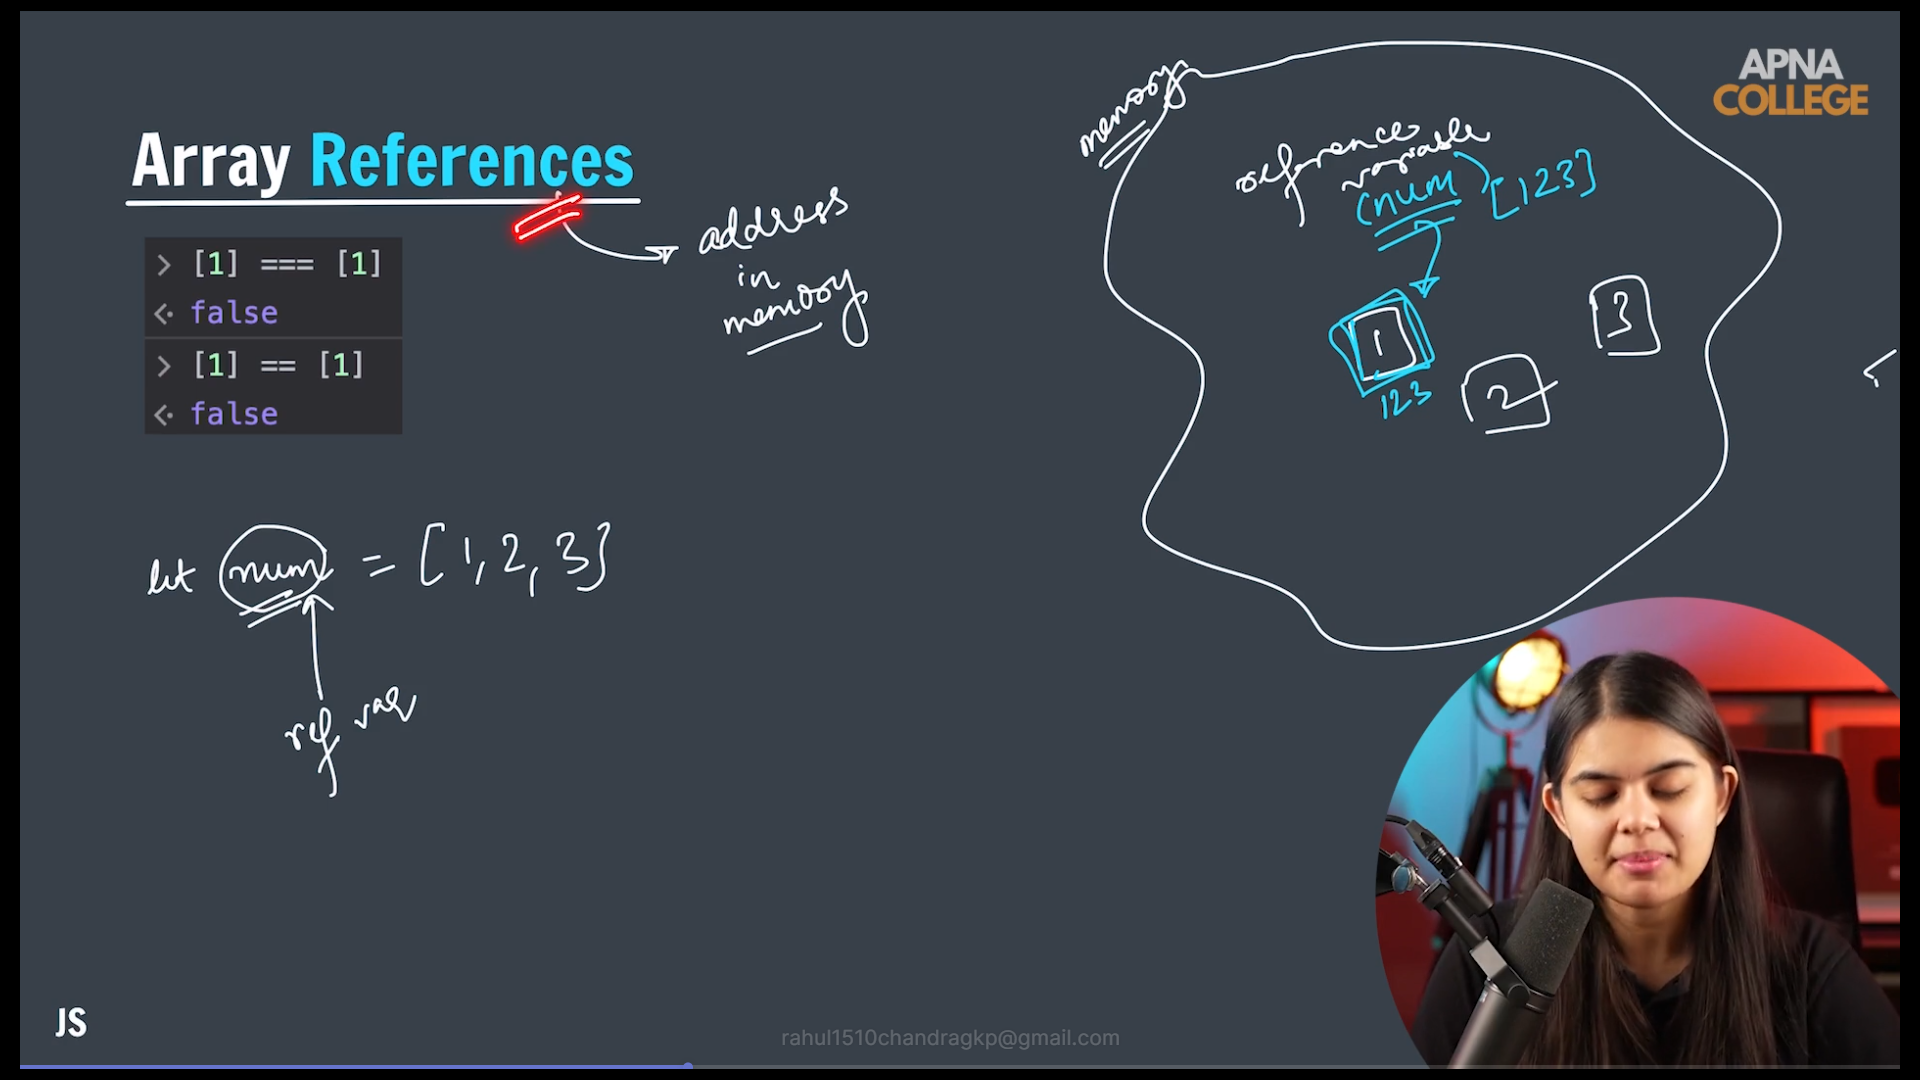 APNA
COLLEGE
Array References
memory
reference
variable
(num) [123]
address
in
memory
> [1] === [1]
<· false
> [1] == [1]
<· false
1
123
2
3
let num = [1, 2, 3]
ref var
JS
rahul1510chandragkp@gmail.com